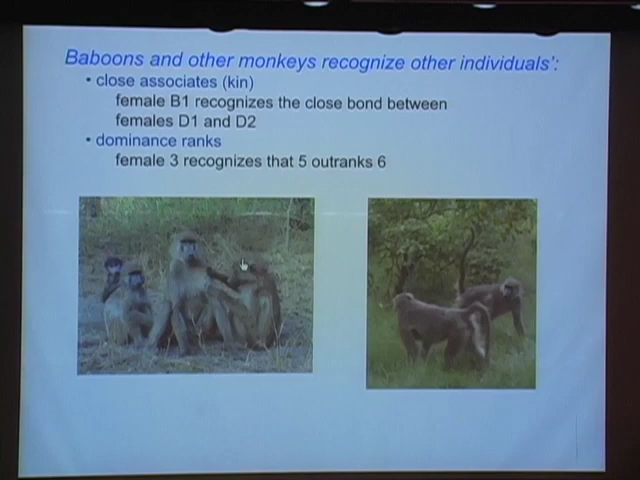 Baboons and other monkeys recognize other individuals':
• close associates (kin)
female B1 recognizes the close bond between
females D1 and D2
• dominance ranks
female 3 recognizes that 5 outranks 6